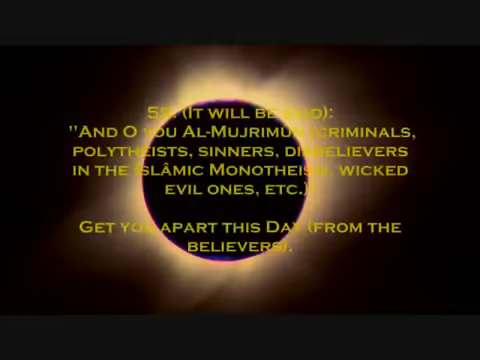 59. (It will be said):
"And O you Al-Mujrimun (criminals,
polytheists, sinners, disbelievers
in the Islâmic Monotheism, wicked
evil ones, etc.)
Get you apart this Day (from the
believers).